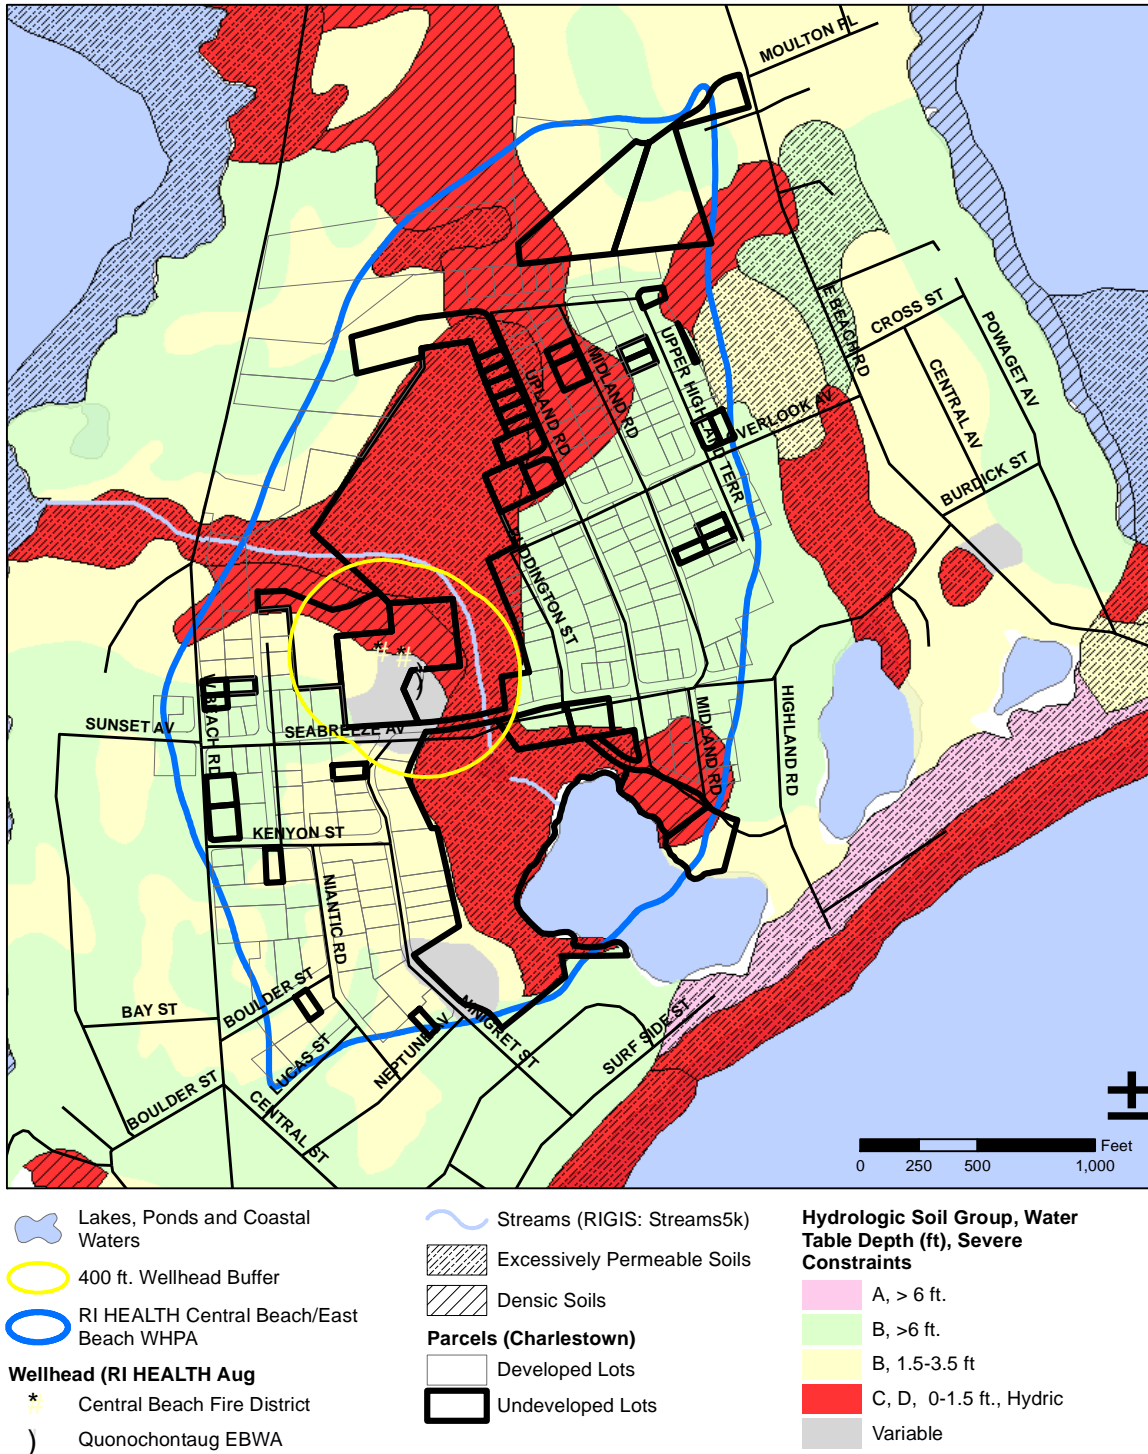 MOULTON PL
E BEACH RD
CROSS ST
POWAGET AV
CENTRAL AV
UPPER HIGHLAND TERR
MIDLAND RD
UPLAND RD
OVERLOOK AV
BURDICK ST
PUDDINGTON ST
W BEACH RD
SUNSET AV
SEABREEZE AV
MIDLAND RD
HIGHLAND RD
KENYON ST
NIANTIC RD
BAY ST
BOULDER ST
NINIGRET ST
NEPTUNE AV
LUCAS ST
SURF SIDE ST
BOULDER ST
CENTRAL ST
Feet
0 250 500 1,000
Lakes, Ponds and Coastal
Waters
400 ft. Wellhead Buffer
RI HEALTH Central Beach/East
Beach WHPA
Wellhead (RI HEALTH Aug
Central Beach Fire District
Quonochontaug EBWA
Streams (RIGIS: Streams5k)
Excessively Permeable Soils
Densic Soils
Parcels (Charlestown)
Developed Lots
Undeveloped Lots
Hydrologic Soil Group, Water
Table Depth (ft), Severe
Constraints
A, > 6 ft.
B, >6 ft.
B, 1.5-3.5 ft
C, D, 0-1.5 ft., Hydric
Variable